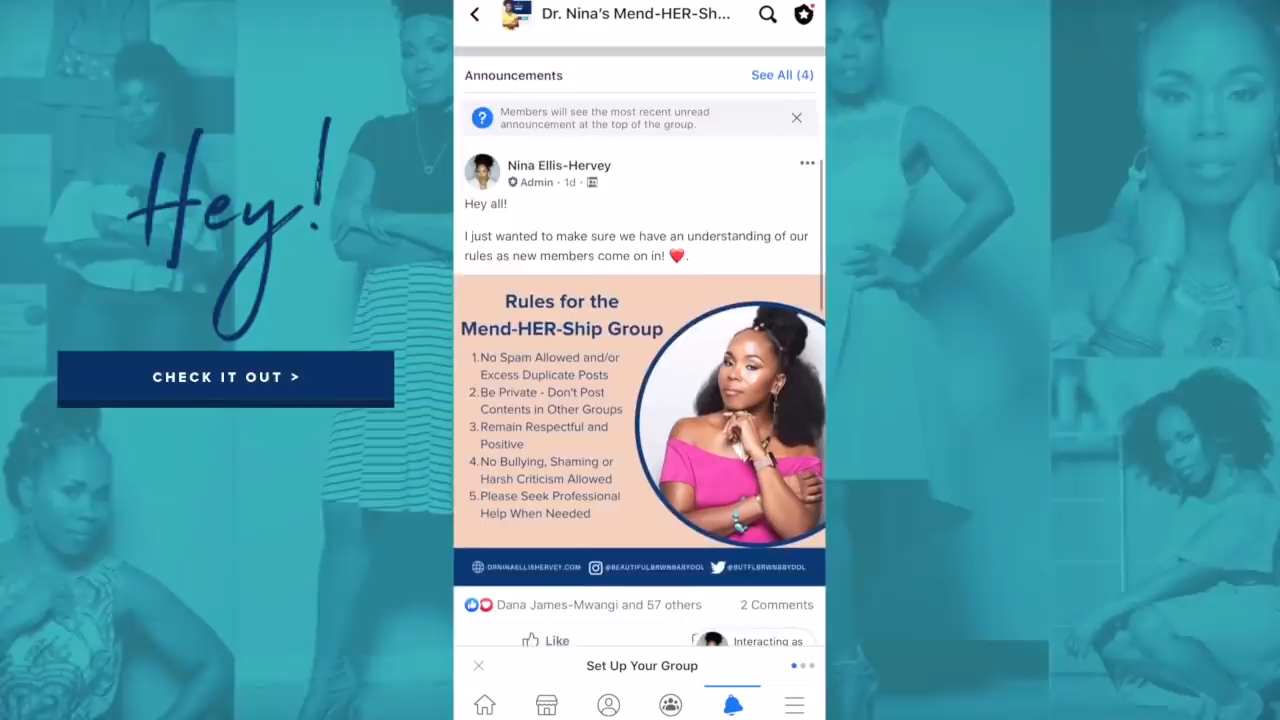 Hey!
CHECK IT OUT >
Dr. Nina's Mend-HER-Sh...
Announcements
See All (4)
Members will see the most recent unread
announcement at the top of the group.
Nina Ellis-Hervey
Admin · 1d ·
Hey all!
I just wanted to make sure we have an understanding of our
rules as new members come on in! ❤️.
Rules for the
Mend-HER-Ship Group
1. No Spam Allowed and/or
Excess Duplicate Posts
2. Be Private - Don't Post
Contents in Other Groups
3. Remain Respectful and
Positive
4. No Bullying, Shaming or
Harsh Criticism Allowed
5. Please Seek Professional
Help When Needed
DRNINAELLISHERVEY.COM
@BEAUTIFULBRWNBABYDOL
@BUTFLBRWNBBYDOL
Dana James-Mwangi and 57 others
2 Comments
Like
Interacting as
Set Up Your Group